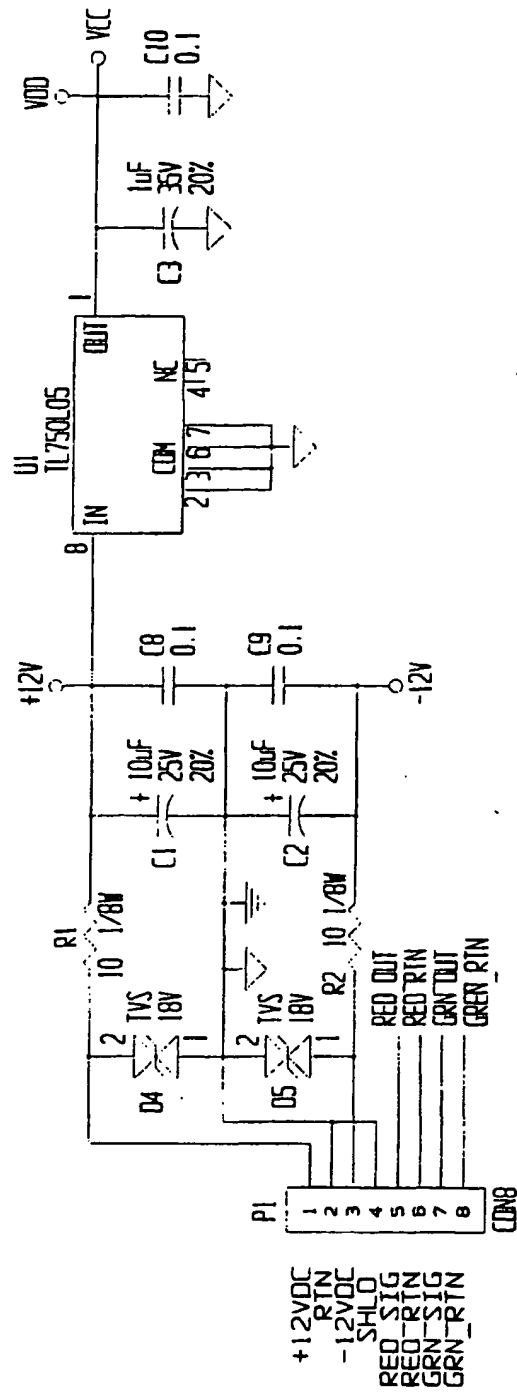 +12VDC
RTN
-12VDC
SHLD
RED_SIG
RED_RTN
GRN_SIG
GRN_RTN
P1
1
2
3
4
5
6
7
8
CON8
RED OUT
RED RTN
GRN OUT
GREN RTN
D4
2
TVS
18V
1
D5
2
TVS
18V
1
R1
10 1/8W
R2
10 1/8W
C1
+ 10uF
25V
20%
C2
+ 10uF
25V
20%
+12V
C8
0.1
C9
0.1
-12V
U1
TL750L05
8
IN
OUT
1
COM
NC
2 3 6 7
4 5
C3
1uF
35V
20%
VDD
VCC
C10
0.1